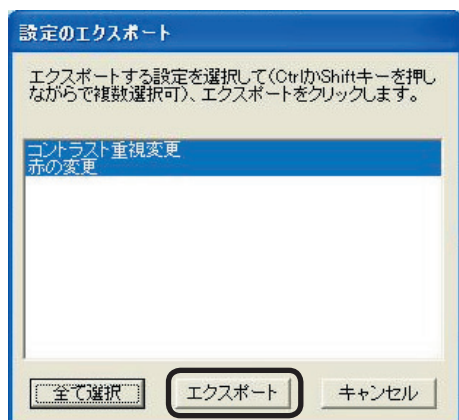 設定のエクスポート
エクスポートする設定を選択して(CtrlかShiftキーを押し
ながらで複数選択可)、エクスポートをクリックします。
コントラスト重視変更
赤の変更
全て選択 エクスポート キャンセル